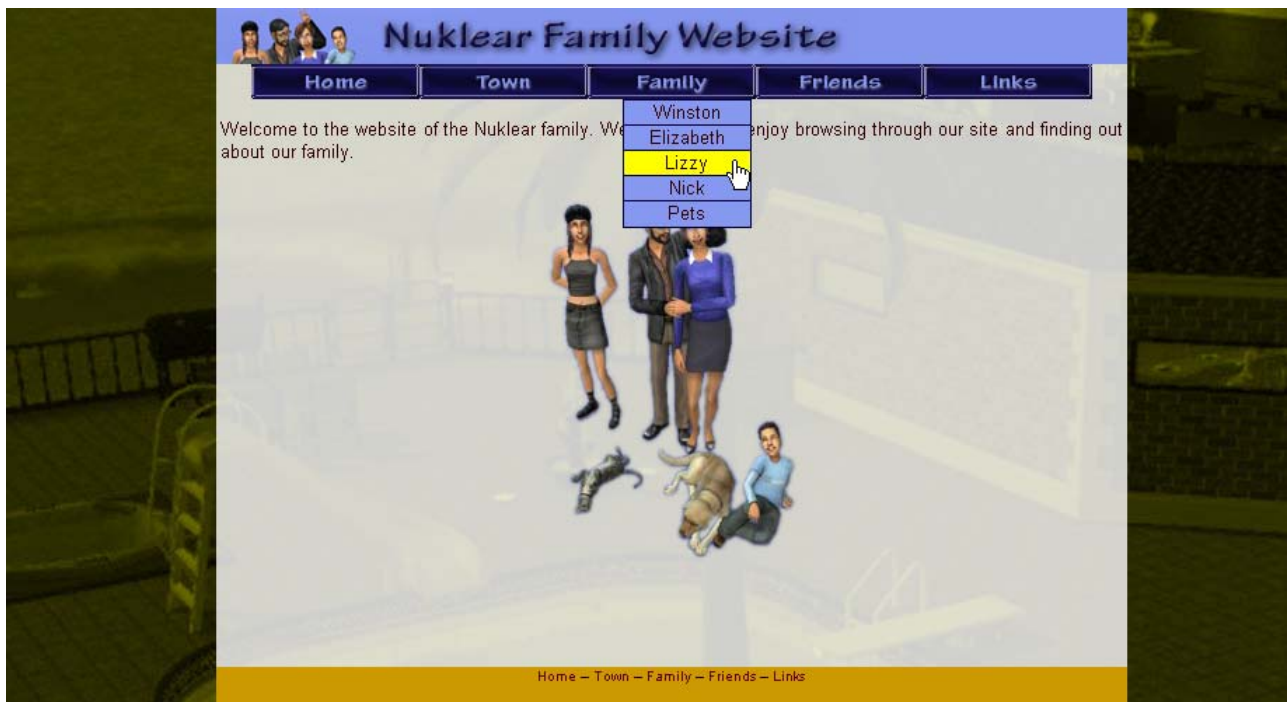 Nuklear Family Website
Home Town Family Friends Links
Winston
Welcome to the website of the Nuklear family. We enjoy browsing through our site and finding out
Elizabeth
about our family.
Lizzy
Nick
Pets
Home – Town – Family – Friends – Links